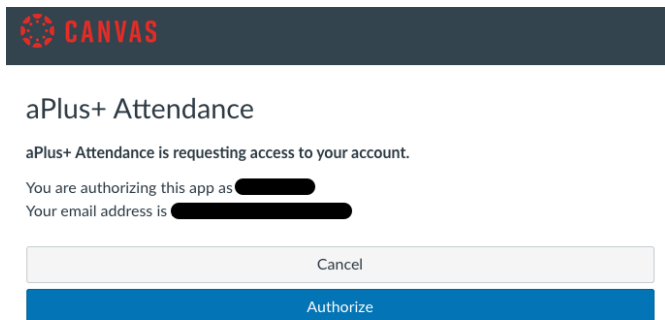 CANVAS
aPlus+ Attendance
aPlus+ Attendance is requesting access to your account.
You are authorizing this app as
Your email address is
Cancel
Authorize